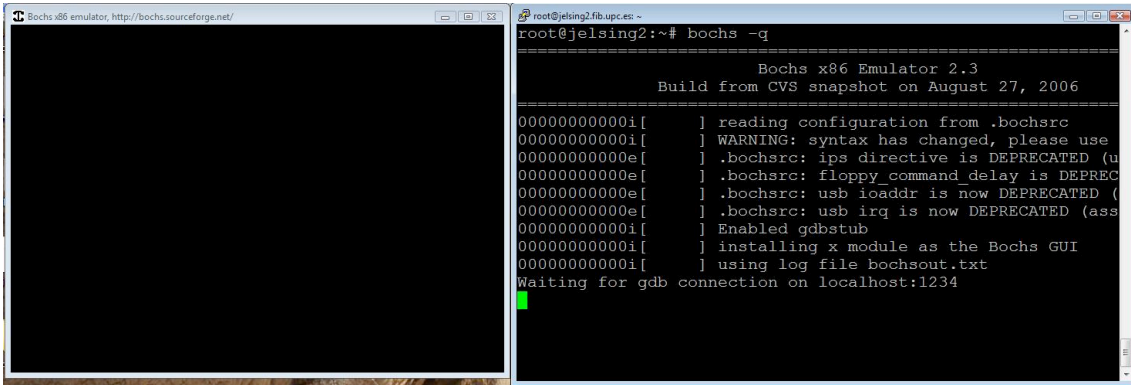 Bochs x86 emulator, http://bochs.sourceforge.net/
root@jelsing2.fib.upc.es: ~
root@jelsing2:~# bochs -q
========================================================================
Bochs x86 Emulator 2.3
Build from CVS snapshot on August 27, 2006
========================================================================
00000000000i[     ] reading configuration from .bochsrc
00000000000i[     ] WARNING: syntax has changed, please use
00000000000e[     ] .bochsrc: ips directive is DEPRECATED (u
00000000000e[     ] .bochsrc: floppy_command_delay is DEPREC
00000000000e[     ] .bochsrc: usb ioaddr is now DEPRECATED (
00000000000e[     ] .bochsrc: usb irq is now DEPRECATED (ass
00000000000i[     ] Enabled gdbstub
00000000000i[     ] installing x module as the Bochs GUI
00000000000i[     ] using log file bochsout.txt
Waiting for gdb connection on localhost:1234